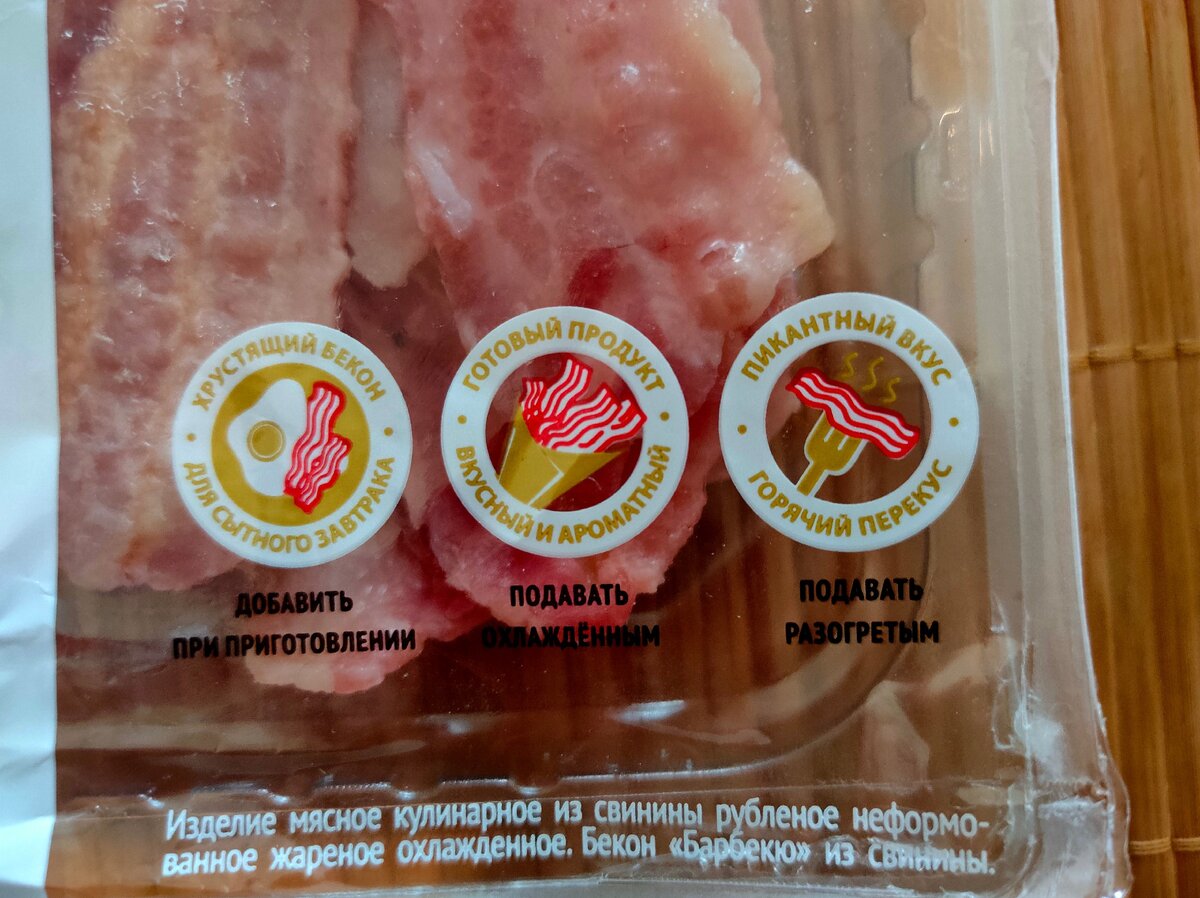 ХРУСТЯЩИЙ БЕКОН
ДЛЯ СЫТНОГО ЗАВТРАКА
ДОБАВИТЬ
ПРИ ПРИГОТОВЛЕНИИ
ГОТОВЫЙ ПРОДУКТ
ВКУСНЫЙ И АРОМАТНЫЙ
ПОДАВАТЬ
ОХЛАЖДЁННЫМ
ПИКАНТНЫЙ ВКУС
ГОРЯЧИЙ ПЕРЕКУС
ПОДАВАТЬ
РАЗОГРЕТЫМ
Изделие мясное кулинарное из свинины рубленое неформо-
ванное жареное охлажденное. Бекон «Барбекю» из свинины.